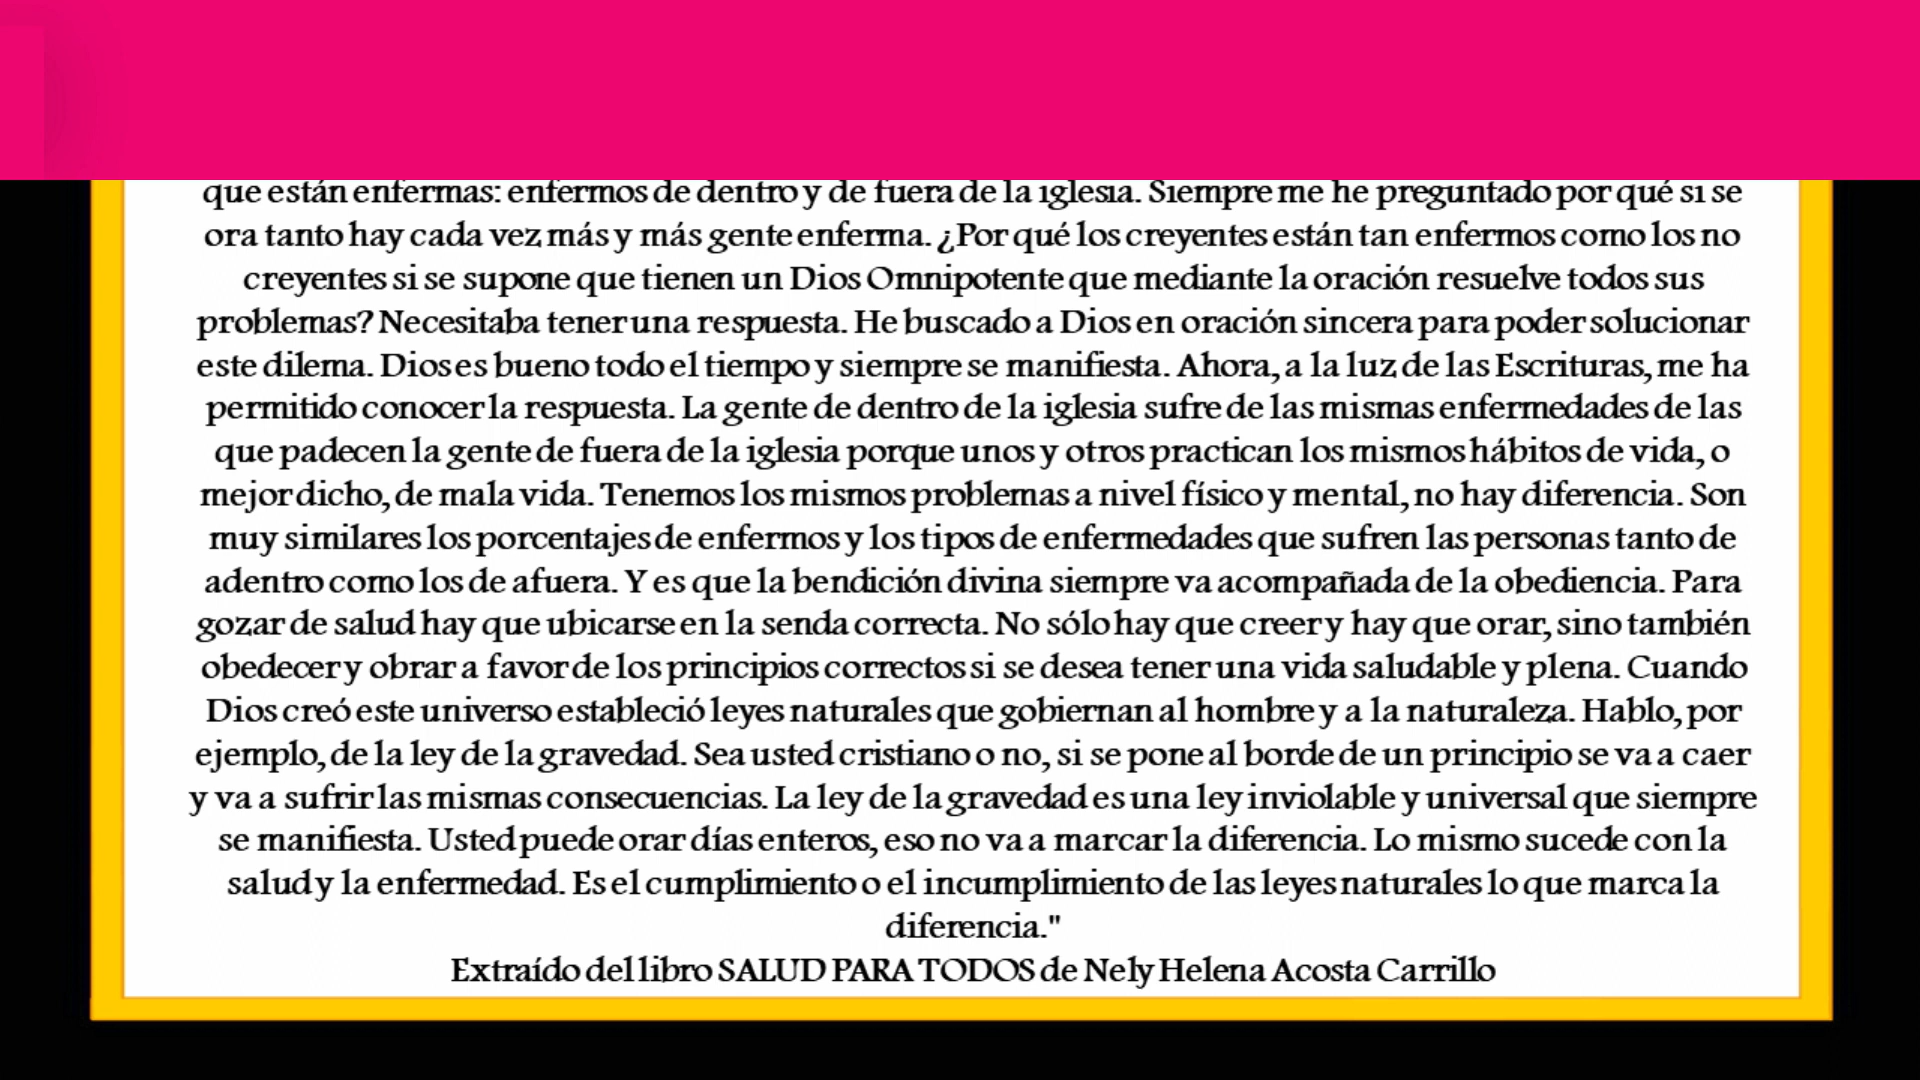 que están enfermas: enfermos de dentro y de fuera de la iglesia. Siempre me he preguntado por qué si se
ora tanto hay cada vez más y más gente enferma. ¿Por qué los creyentes están tan enfermos como los no
creyentes si se supone que tienen un Dios Omnipotente que mediante la oración resuelve todos sus
problemas? Necesitaba tener una respuesta. He buscado a Dios en oración sincera para poder solucionar
este dilema. Dios es bueno todo el tiempo y siempre se manifiesta. Ahora, a la luz de las Escrituras, me ha
permitido conocer la respuesta. La gente de dentro de la iglesia sufre de las mismas enfermedades de las
que padecen la gente de fuera de la iglesia porque unos y otros practican los mismos hábitos de vida, o
mejor dicho, de mala vida. Tenemos los mismos problemas a nivel físico y mental, no hay diferencia. Son
muy similares los porcentajes de enfermos y los tipos de enfermedades que sufren las personas tanto de
adentro como los de afuera. Y es que la bendición divina siempre va acompañada de la obediencia. Para
gozar de salud hay que ubicarse en la senda correcta. No sólo hay que creer y hay que orar, sino también
obedecer y obrar a favor de los principios correctos si se desea tener una vida saludable y plena. Cuando
Dios creó este universo estableció leyes naturales que gobiernan al hombre y a la naturaleza. Hablo, por
ejemplo, de la ley de la gravedad. Sea usted cristiano o no, si se pone al borde de un principio se va a caer
y va a sufrir las mismas consecuencias. La ley de la gravedad es una ley inviolable y universal que siempre
se manifiesta. Usted puede orar días enteros, eso no va a marcar la diferencia. Lo mismo sucede con la
salud y la enfermedad. Es el cumplimiento o el incumplimiento de las leyes naturales lo que marca la
diferencia."
Extraído del libro SALUD PARA TODOS de Nely Helena Acosta Carrillo